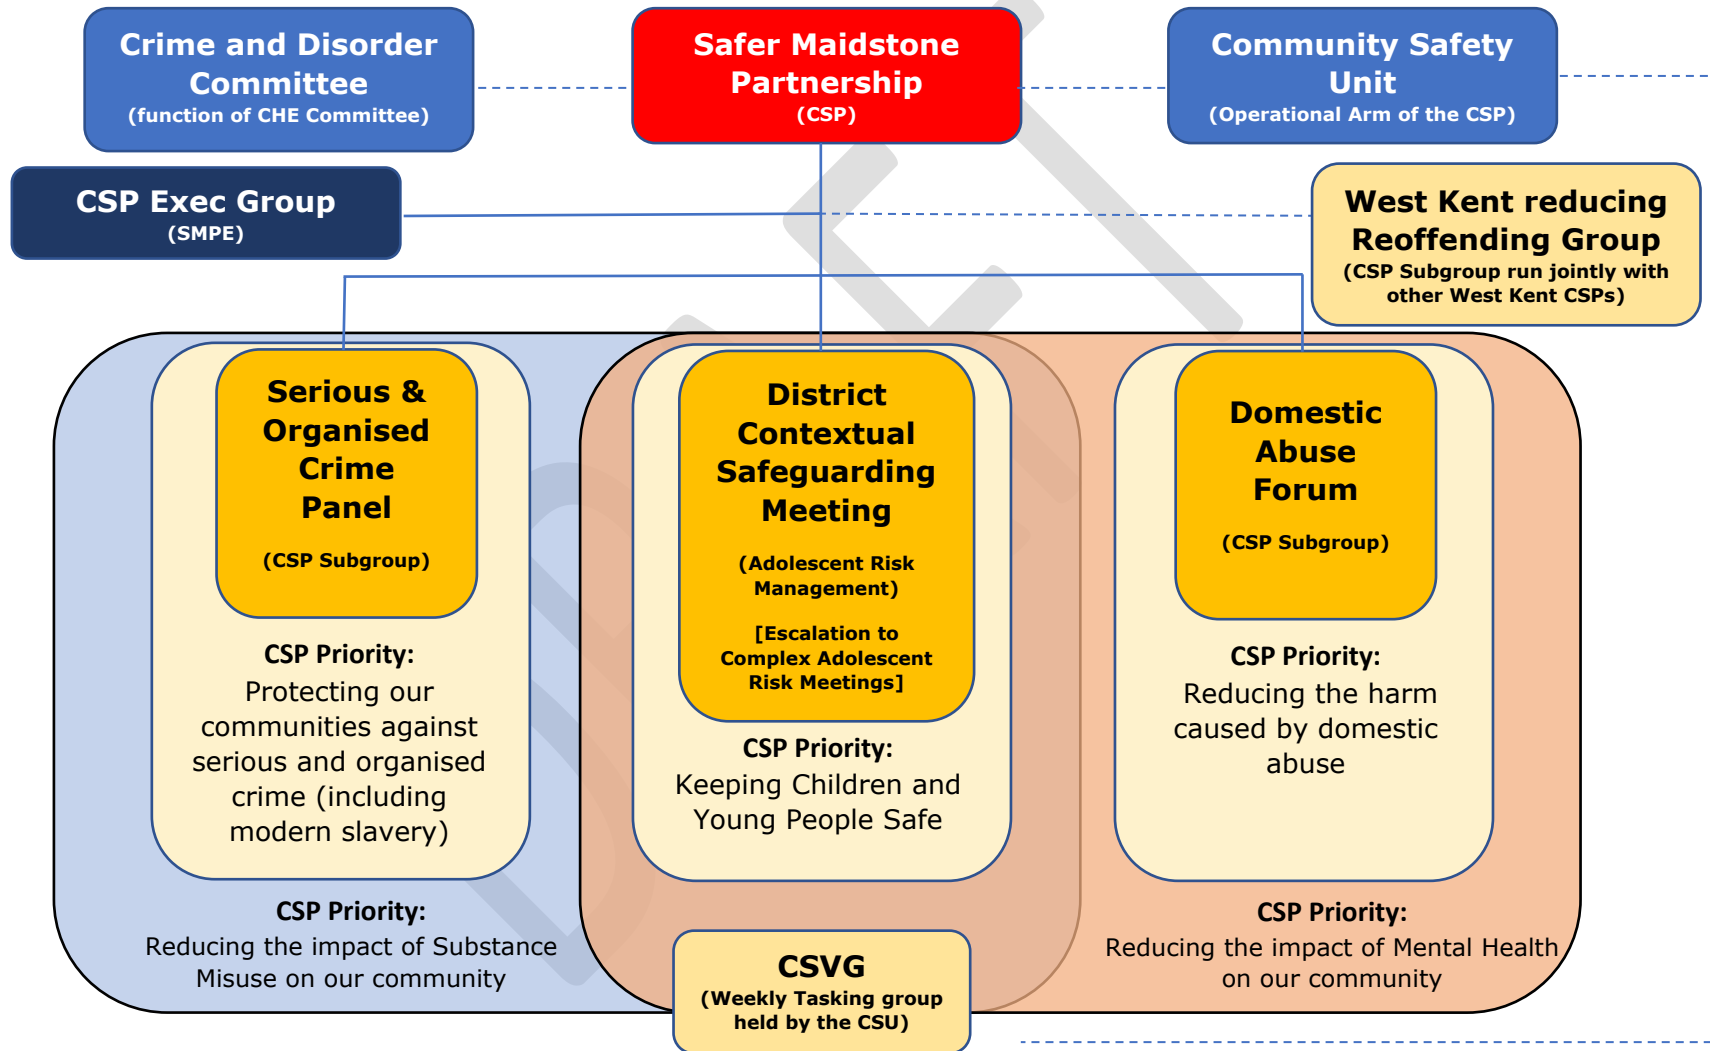 Crime and Disorder
Committee
(function of CHE Committee)
Safer Maidstone
Partnership
(CSP)
Community Safety
Unit
(Operational Arm of the CSP)
CSP Exec Group
(SMPE)
West Kent reducing
Reoffending Group
(CSP Subgroup run jointly with
other West Kent CSPs)
Serious &
Organised
Crime
Panel
(CSP Subgroup)
CSP Priority:
Protecting our
communities against
serious and organised
crime (including
modern slavery)
District
Contextual
Safeguarding
Meeting
(Adolescent Risk
Management)
[Escalation to
Complex Adolescent
Risk Meetings]
CSP Priority:
Keeping Children and
Young People Safe
Domestic
Abuse
Forum
(CSP Subgroup)
CSP Priority:
Reducing the harm
caused by domestic
abuse
CSP Priority:
Reducing the impact of Substance
Misuse on our community
CSVG
(Weekly Tasking group
held by the CSU)
CSP Priority:
Reducing the impact of Mental Health
on our community
DRAFT